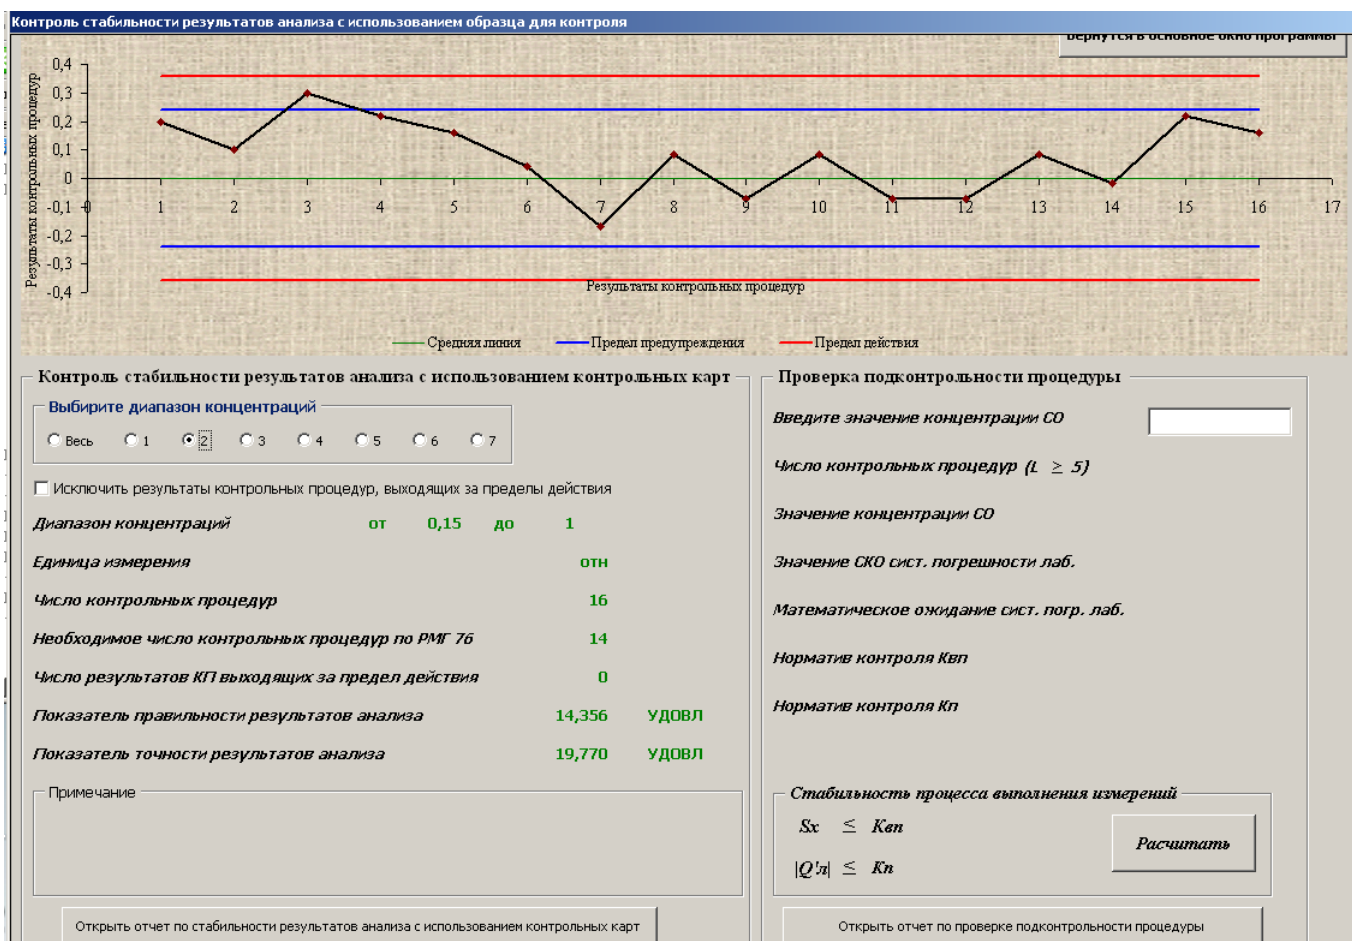 Контроль стабильности результатов анализа с использованием образца для контроля
Вернутся в основное окно программы
Результаты контрольных процедур
0,4
0,3
0,2
0,1
0
-0,1
-0,2
-0,3
-0,4
0 1 2 3 4 5 6 7 8 9 10 11 12 13 14 15 16 17
Результаты контрольных процедур
Средняя линия Предел предупреждения Предел действия
Контроль стабильности результатов анализа с использованием контрольных карт
Выбирите диапазон концентраций
Весь 1 2 3 4 5 6 7
Исключить результаты контрольных процедур, выходящих за пределы действия
Диапазон концентраций от 0,15 до 1
Единица измерения отн
Число контрольных процедур 16
Необходимое число контрольных процедур по РМГ 76 14
Число результатов КП выходящих за предел действия 0
Показатель правильности результатов анализа 14,356 УДОВЛ
Показатель точности результатов анализа 19,770 УДОВЛ
Примечание
Открыть отчет по стабильности результатов анализа с использованием контрольных карт
Проверка подконтрольности процедуры
Введите значение концентрации СО
Число контрольных процедур (L ≥ 5)
Значение концентрации СО
Значение СКО сист. погрешности лаб.
Математическое ожидание сист. погр. лаб.
Норматив контроля Квп
Норматив контроля Кп
Стабильность процесса выполнения измерений
Sx ≤ Квп
|Q'л| ≤ Кп
Расчитать
Открыть отчет по проверке подконтрольности процедуры